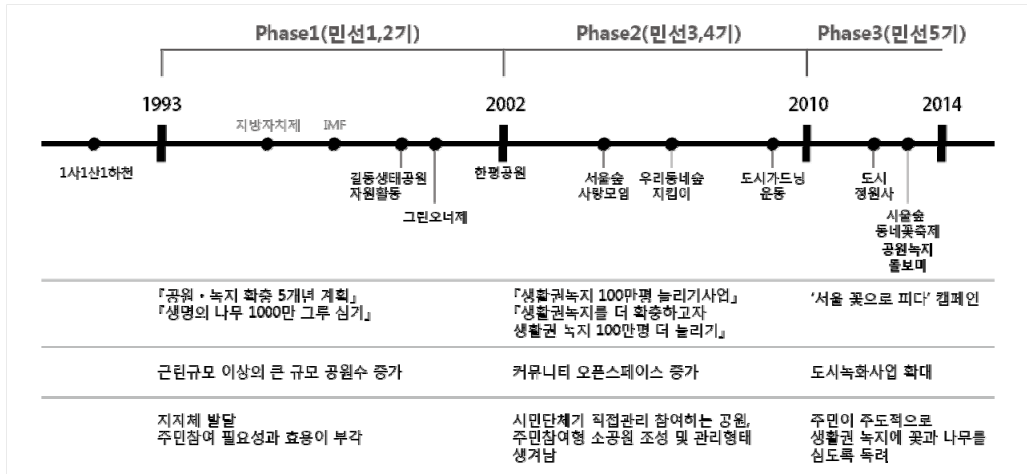 Phase1(민선1,2기)
Phase2(민선3,4기)
Phase3(민선5기)
1993
2002
2010
2014
지방자치제
IMF
1사1산1하천
길동생태공원
자원활동
그린오너제
한평공원
서울숲
사랑모임
우리동네숲
지킴이
도시가드닝
운동
도시
정원사
서울숲
동네꽃축제
공원녹지
돌보미
『공원·녹지 확충 5개년 계획』
『생명의 나무 1000만 그루 심기』
『생활권녹지 100만평 늘리기사업』
『생활권녹지를 더 확충하고자
생활권 녹지 100만평 더 늘리기』
‘서울 꽃으로 피다’ 캠페인
근린규모 이상의 큰 규모 공원수 증가
커뮤니티 오픈스페이스 증가
도시녹화사업 확대
지자체 발달
주민참여 필요성과 효용이 부각
시민단체가 직접관리 참여하는 공원,
주민참여형 소공원 조성 및 관리형태
생겨남
주민이 주도적으로
생활권 녹지에 꽃과 나무를
심도록 독려